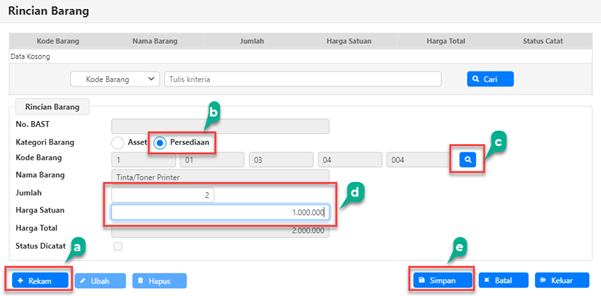 Rincian Barang
Kode Barang Nama Barang Jumlah Harga Satuan Harga Total Status Catat
Data Kosong
Kode Barang Tulis kriteria Cari
Rincian Barang
b
No. BAST
c
Kategori Barang Asset Persediaan
Kode Barang 1 01 03 04 004
Nama Barang Tinta/Toner Printer
d
Jumlah 2
Harga Satuan 1.000.000
Harga Total 2.000.000
a
e
Status Dicatat
+ Rekam Ubah Hapus Simpan Batal Keluar